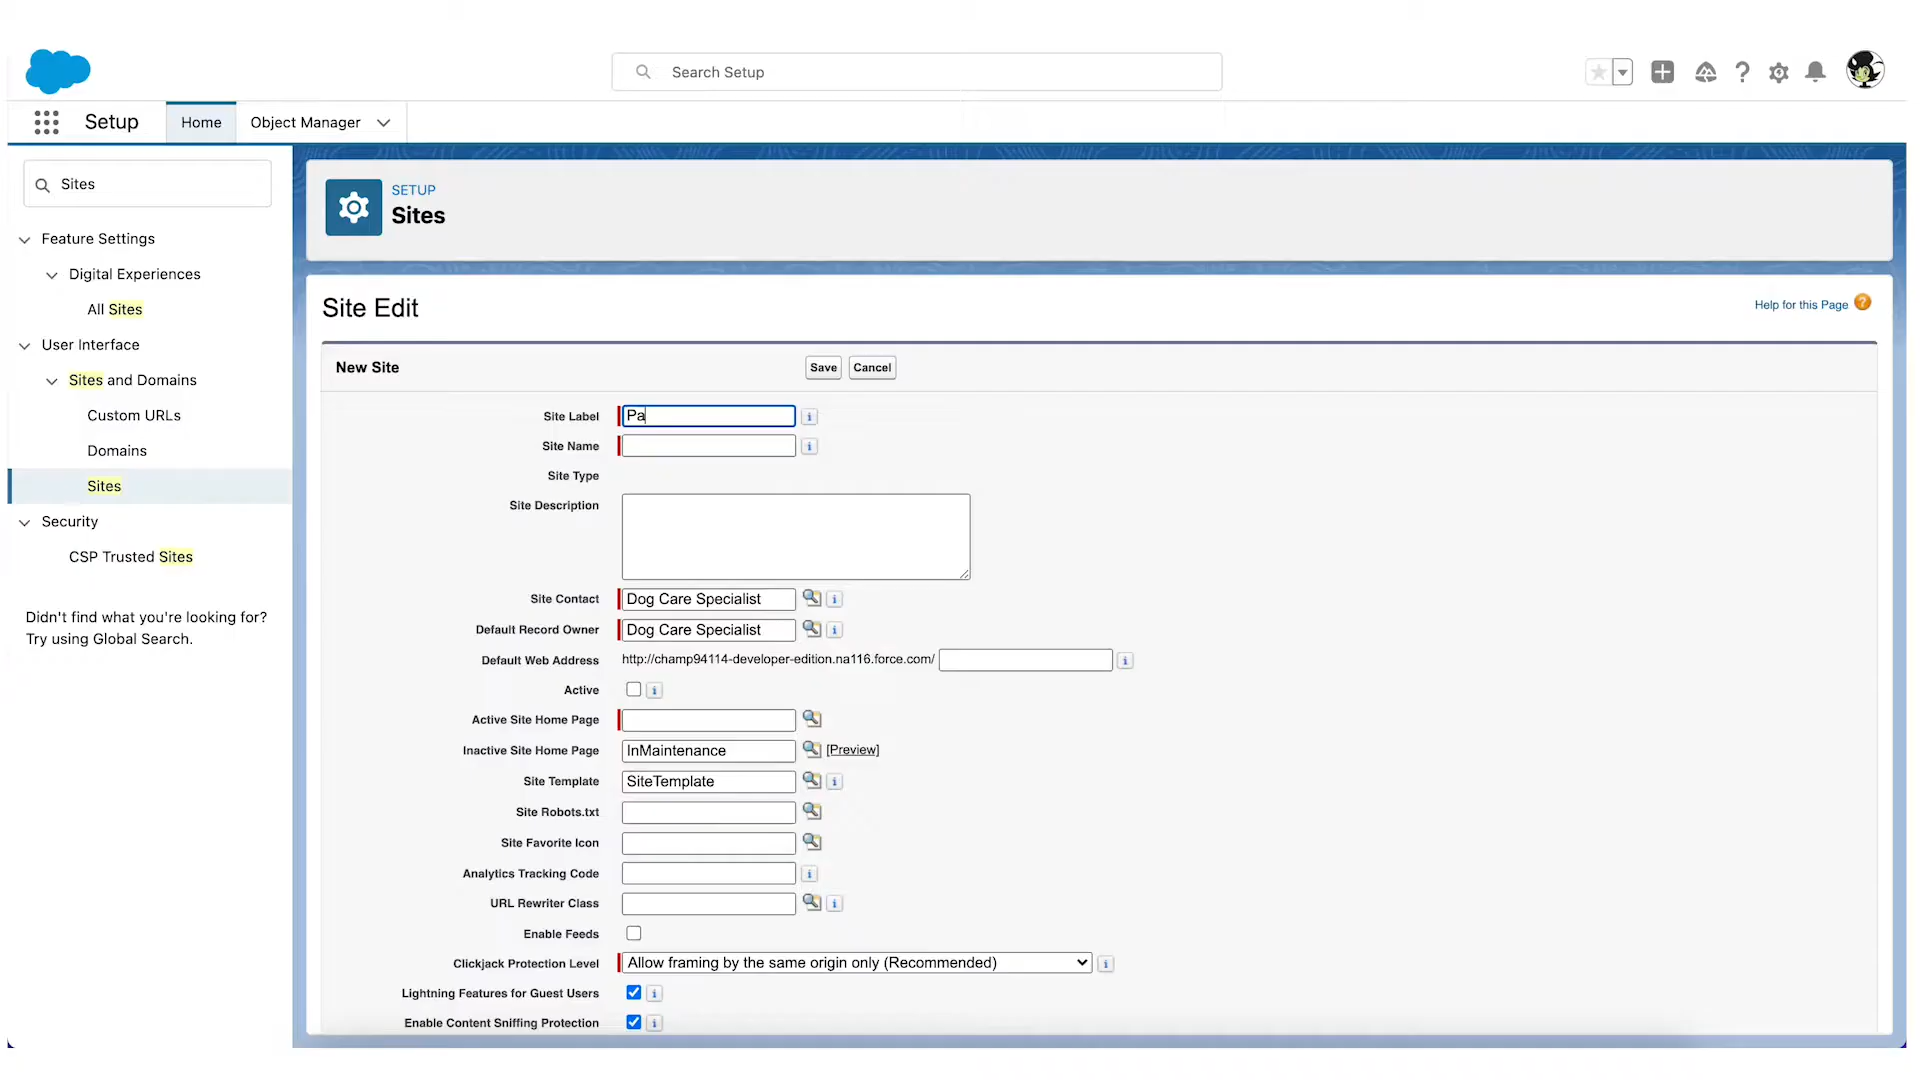 Search Setup
Setup
Home
Object Manager
Sites
Feature Settings
Digital Experiences
All Sites
User Interface
Sites and Domains
Custom URLs
Domains
Sites
Security
CSP Trusted Sites
Didn't find what you're looking for?
Try using Global Search.
SETUP
Sites
Site Edit
Help for this Page ?
New Site
Save Cancel
Site Label Pa
Site Name
Site Type
Site Description
Site Contact Dog Care Specialist
Default Record Owner Dog Care Specialist
Default Web Address http://champ94114-developer-edition.na116.force.com/
Active
Active Site Home Page
Inactive Site Home Page InMaintenance [Preview]
Site Template SiteTemplate
Site Robots.txt
Site Favorite Icon
Analytics Tracking Code
URL Rewriter Class
Enable Feeds
Clickjack Protection Level Allow framing by the same origin only (Recommended)
Lightning Features for Guest Users
Enable Content Sniffing Protection